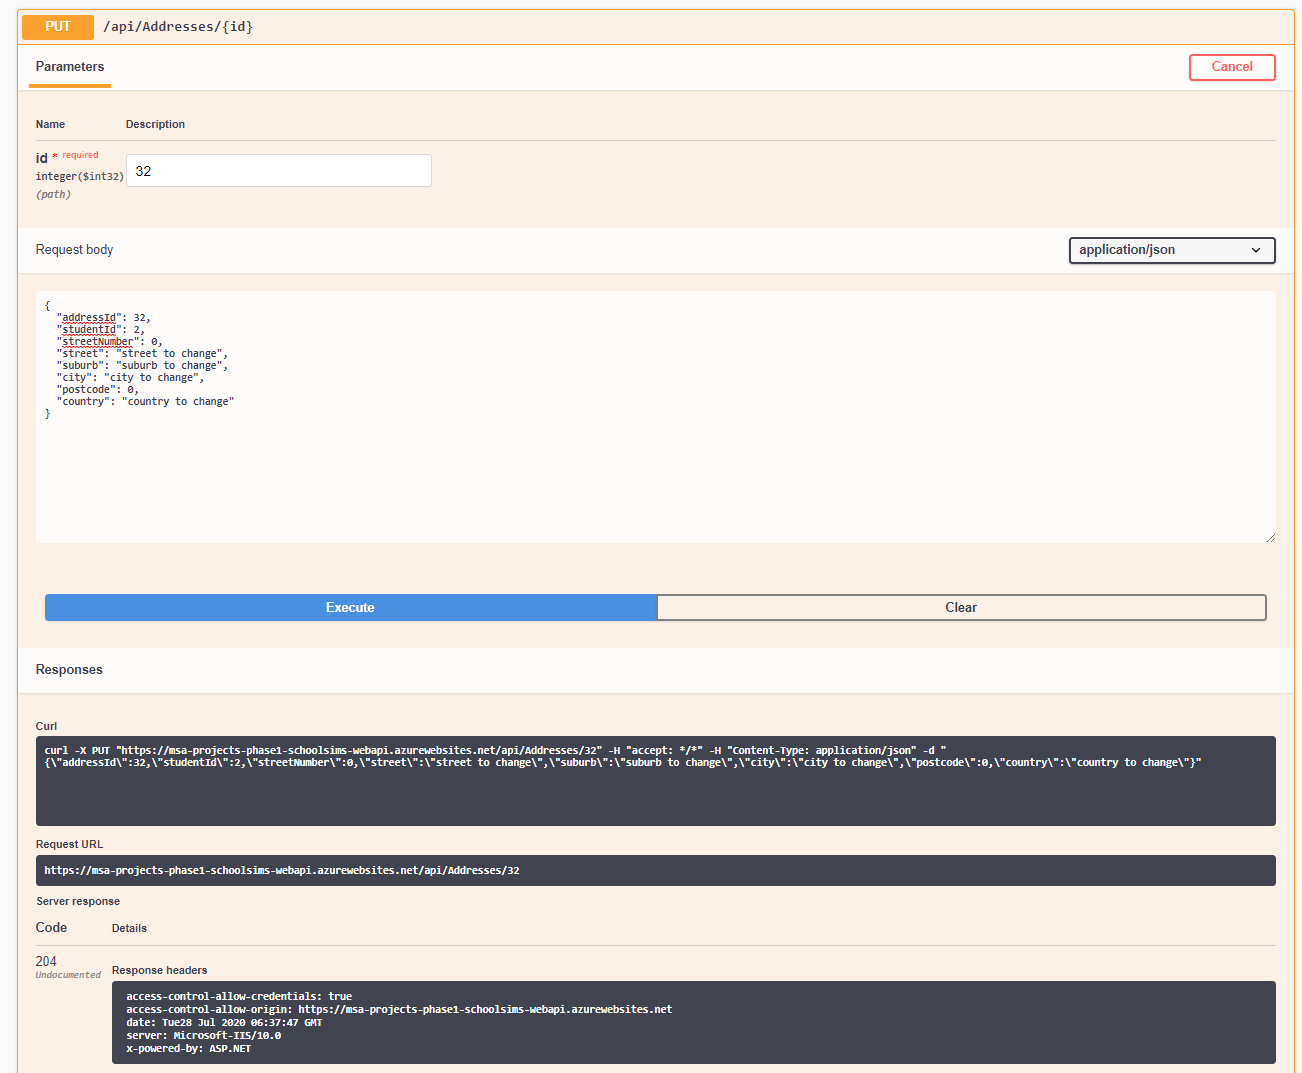 PUT /api/Addresses/{id}
Parameters
Cancel
Name Description
id * required
integer($int32)
(path)
32
Request body
application/json
{
"addressId": 32,
"studentId": 2,
"streetNumber": 0,
"street": "street to change",
"suburb": "suburb to change",
"city": "city to change",
"postcode": 0,
"country": "country to change"
}
Execute Clear
Responses
Curl
curl -X PUT "https://msa-projects-phase1-schoolsims-webapi.azurewebsites.net/api/Addresses/32" -H "accept: */*" -H "Content-Type: application/json" -d "
{\"addressId\":32,\"studentId\":2,\"streetNumber\":0,\"street\":\"street to change\",\"suburb\":\"suburb to change\",\"city\":\"city to change\",\"postcode\":0,\"country\":\"country to change\"}"
Request URL
https://msa-projects-phase1-schoolsims-webapi.azurewebsites.net/api/Addresses/32
Server response
Code Details
204
Undocumented
Response headers
access-control-allow-credentials: true
access-control-allow-origin: https://msa-projects-phase1-schoolsims-webapi.azurewebsites.net
date: Tue28 Jul 2020 06:37:47 GMT
server: Microsoft-IIS/10.0
x-powered-by: ASP.NET